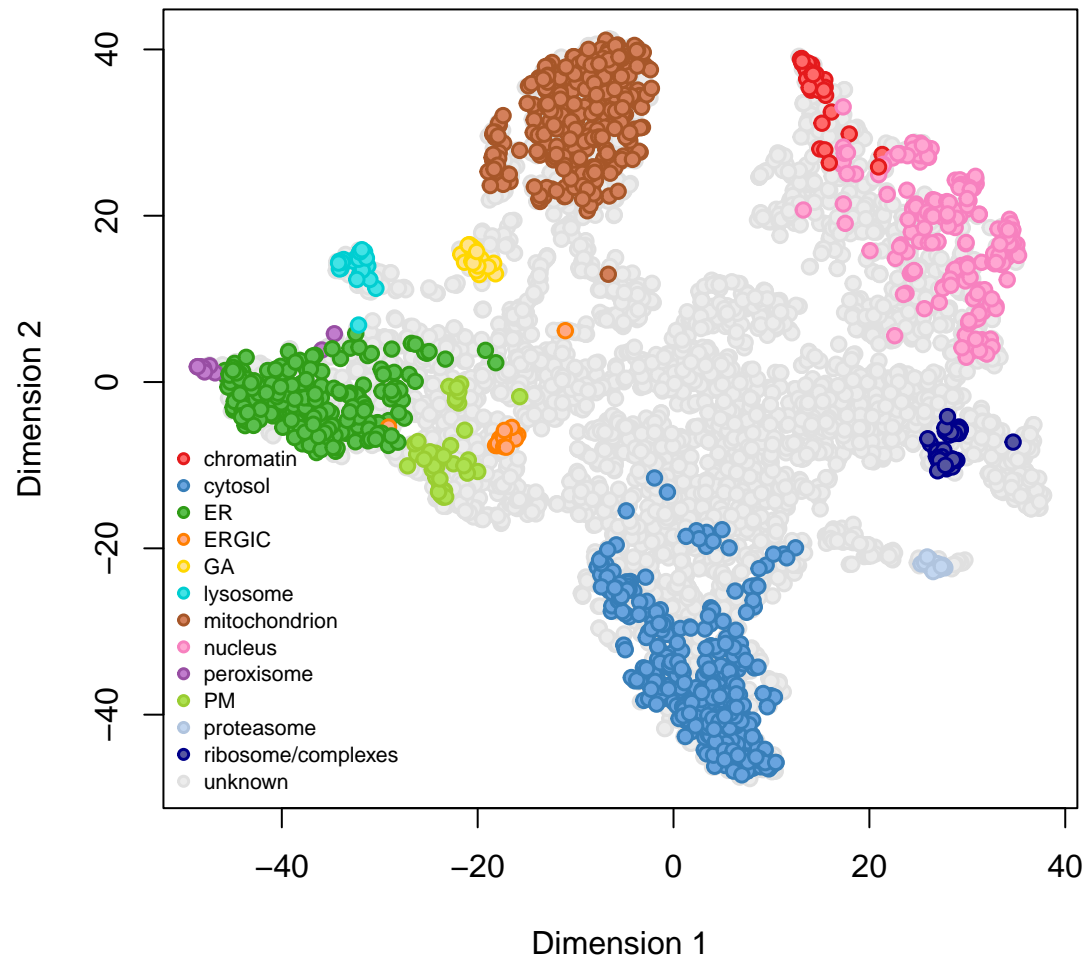 40
20
0
−20
−40
Dimension 2
chromatin
cytosol
ER
ERGIC
GA
lysosome
mitochondrion
nucleus
peroxisome
PM
proteasome
ribosome/complexes
unknown
−40 −20 0 20 40
Dimension 1